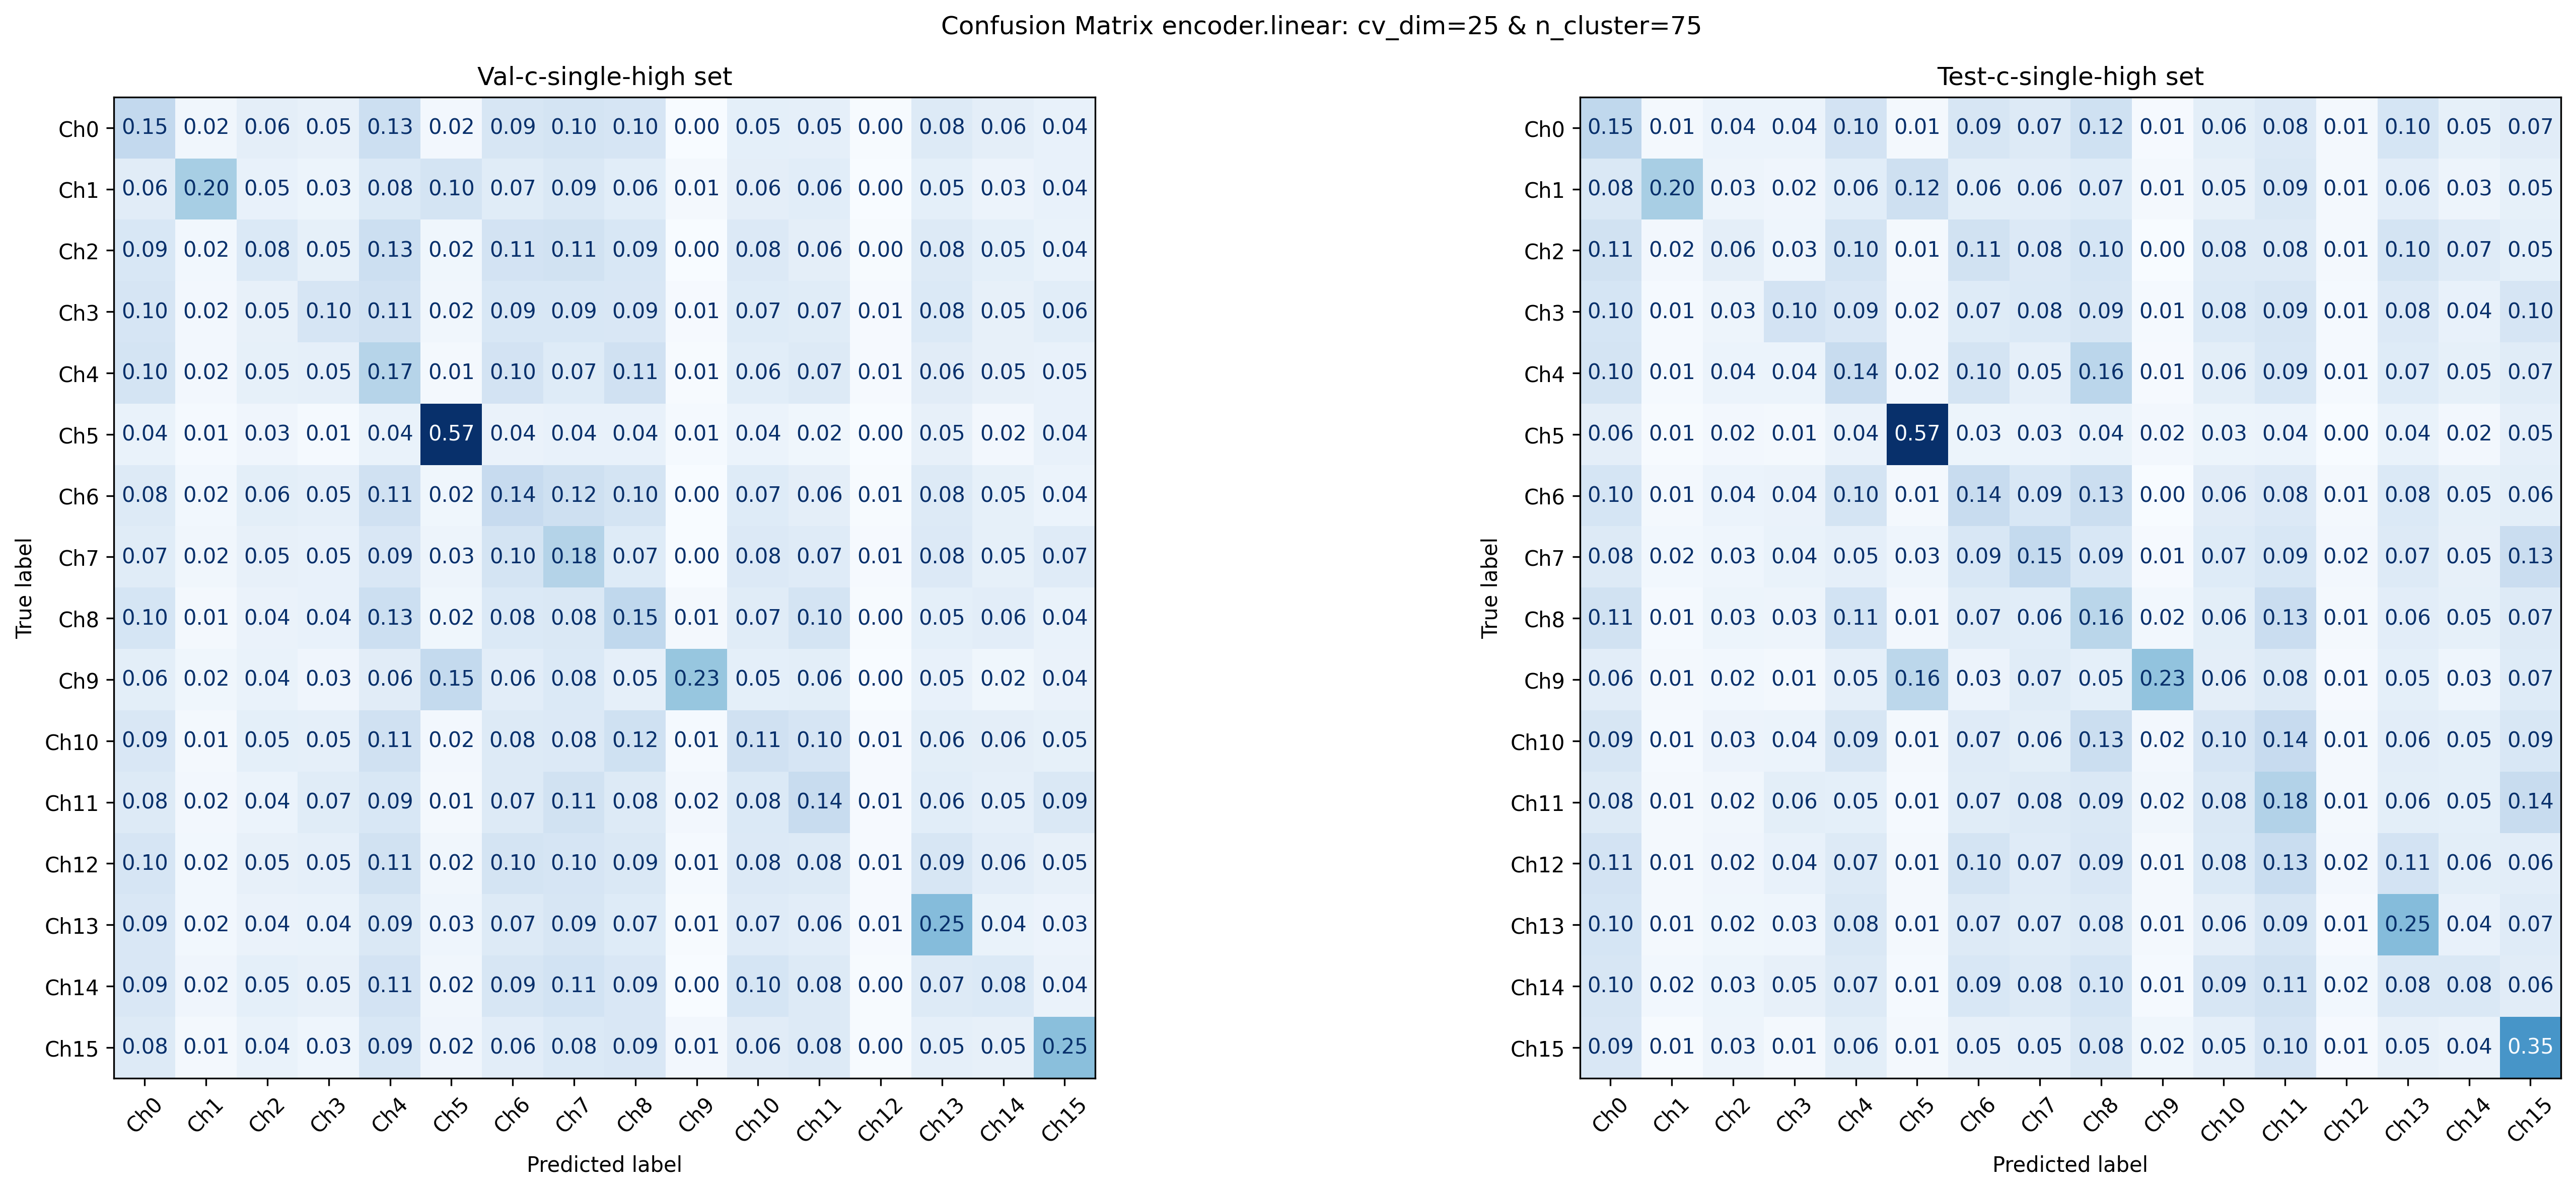 Confusion Matrix encoder.linear: cv_dim=25 & n_cluster=75
Val-c-single-high set
Ch0 0.15 0.02 0.06 0.05 0.13 0.02 0.09 0.10 0.10 0.00 0.05 0.05 0.00 0.08 0.06 0.04
Ch1 0.06 0.20 0.05 0.03 0.08 0.10 0.07 0.09 0.06 0.01 0.06 0.06 0.00 0.05 0.03 0.04
Ch2 0.09 0.02 0.08 0.05 0.13 0.02 0.11 0.11 0.09 0.00 0.08 0.06 0.00 0.08 0.05 0.04
Ch3 0.10 0.02 0.05 0.10 0.11 0.02 0.09 0.09 0.09 0.01 0.07 0.07 0.01 0.08 0.05 0.06
Ch4 0.10 0.02 0.05 0.05 0.17 0.01 0.10 0.07 0.11 0.01 0.06 0.07 0.01 0.06 0.05 0.05
Ch5 0.04 0.01 0.03 0.01 0.04 0.57 0.04 0.04 0.04 0.01 0.04 0.02 0.00 0.05 0.02 0.04
Ch6 0.08 0.02 0.06 0.05 0.11 0.02 0.14 0.12 0.10 0.00 0.07 0.06 0.01 0.08 0.05 0.04
Ch7 0.07 0.02 0.05 0.05 0.09 0.03 0.10 0.18 0.07 0.00 0.08 0.07 0.01 0.08 0.05 0.07
Ch8 0.10 0.01 0.04 0.04 0.13 0.02 0.08 0.08 0.15 0.01 0.07 0.10 0.00 0.05 0.06 0.04
Ch9 0.06 0.02 0.04 0.03 0.06 0.15 0.06 0.08 0.05 0.23 0.05 0.06 0.00 0.05 0.02 0.04
Ch10 0.09 0.01 0.05 0.05 0.11 0.02 0.08 0.08 0.12 0.01 0.11 0.10 0.01 0.06 0.06 0.05
Ch11 0.08 0.02 0.04 0.07 0.09 0.01 0.07 0.11 0.08 0.02 0.08 0.14 0.01 0.06 0.05 0.09
Ch12 0.10 0.02 0.05 0.05 0.11 0.02 0.10 0.10 0.09 0.01 0.08 0.08 0.01 0.09 0.06 0.05
Ch13 0.09 0.02 0.04 0.04 0.09 0.03 0.07 0.09 0.07 0.01 0.07 0.06 0.01 0.25 0.04 0.03
Ch14 0.09 0.02 0.05 0.05 0.11 0.02 0.09 0.11 0.09 0.00 0.10 0.08 0.00 0.07 0.08 0.04
Ch15 0.08 0.01 0.04 0.03 0.09 0.02 0.06 0.08 0.09 0.01 0.06 0.08 0.00 0.05 0.05 0.25
Ch0 Ch1 Ch2 Ch3 Ch4 Ch5 Ch6 Ch7 Ch8 Ch9 Ch10 Ch11 Ch12 Ch13 Ch14 Ch15
True label
Predicted label
Test-c-single-high set
Ch0 0.15 0.01 0.04 0.04 0.10 0.01 0.09 0.07 0.12 0.01 0.06 0.08 0.01 0.10 0.05 0.07
Ch1 0.08 0.20 0.03 0.02 0.06 0.12 0.06 0.06 0.07 0.01 0.05 0.09 0.01 0.06 0.03 0.05
Ch2 0.11 0.02 0.06 0.03 0.10 0.01 0.11 0.08 0.10 0.00 0.08 0.08 0.01 0.10 0.07 0.05
Ch3 0.10 0.01 0.03 0.10 0.09 0.02 0.07 0.08 0.09 0.01 0.08 0.09 0.01 0.08 0.04 0.10
Ch4 0.10 0.01 0.04 0.04 0.14 0.02 0.10 0.05 0.16 0.01 0.06 0.09 0.01 0.07 0.05 0.07
Ch5 0.06 0.01 0.02 0.01 0.04 0.57 0.03 0.03 0.04 0.02 0.03 0.04 0.00 0.04 0.02 0.05
Ch6 0.10 0.01 0.04 0.04 0.10 0.01 0.14 0.09 0.13 0.00 0.06 0.08 0.01 0.08 0.05 0.06
Ch7 0.08 0.02 0.03 0.04 0.05 0.03 0.09 0.15 0.09 0.01 0.07 0.09 0.02 0.07 0.05 0.13
Ch8 0.11 0.01 0.03 0.03 0.11 0.01 0.07 0.06 0.16 0.02 0.06 0.13 0.01 0.06 0.05 0.07
Ch9 0.06 0.01 0.02 0.01 0.05 0.16 0.03 0.07 0.05 0.23 0.06 0.08 0.01 0.05 0.03 0.07
Ch10 0.09 0.01 0.03 0.04 0.09 0.01 0.07 0.06 0.13 0.02 0.10 0.14 0.01 0.06 0.05 0.09
Ch11 0.08 0.01 0.02 0.06 0.05 0.01 0.07 0.08 0.09 0.02 0.08 0.18 0.01 0.06 0.05 0.14
Ch12 0.11 0.01 0.02 0.04 0.07 0.01 0.10 0.07 0.09 0.01 0.08 0.13 0.02 0.11 0.06 0.06
Ch13 0.10 0.01 0.02 0.03 0.08 0.01 0.07 0.07 0.08 0.01 0.06 0.09 0.01 0.25 0.04 0.07
Ch14 0.10 0.02 0.03 0.05 0.07 0.01 0.09 0.08 0.10 0.01 0.09 0.11 0.02 0.08 0.08 0.06
Ch15 0.09 0.01 0.03 0.01 0.06 0.01 0.05 0.05 0.08 0.02 0.05 0.10 0.01 0.05 0.04 0.35
Ch0 Ch1 Ch2 Ch3 Ch4 Ch5 Ch6 Ch7 Ch8 Ch9 Ch10 Ch11 Ch12 Ch13 Ch14 Ch15
True label
Predicted label